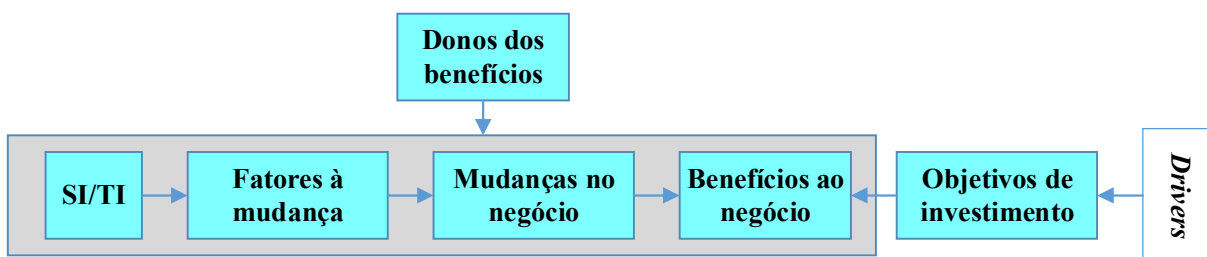 Donos dos
benefícios
SI/TI
Fatores à
mudança
Mudanças no
negócio
Benefícios ao
negócio
Objetivos de
investimento
Drivers